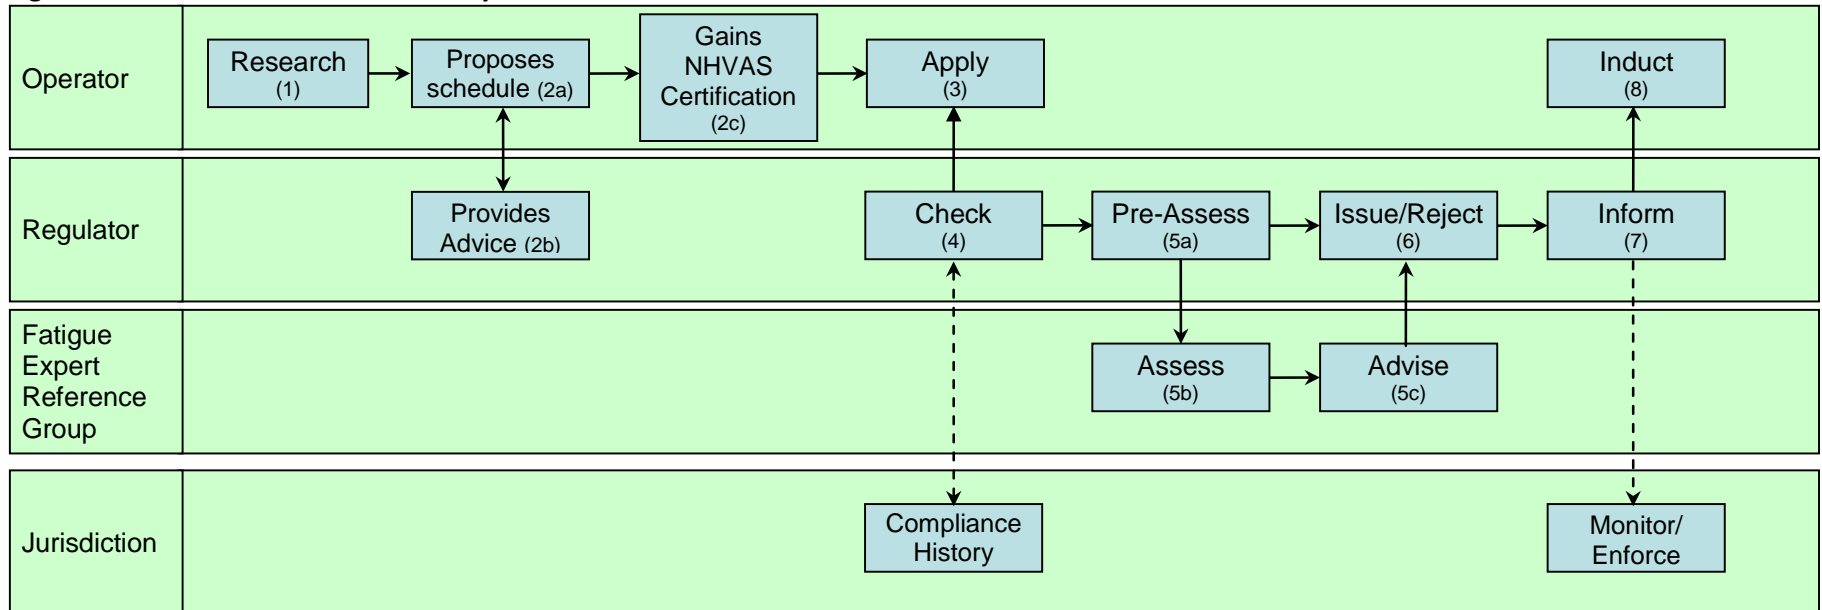 Operator
Research
(1)
Proposes
schedule (2a)
Gains
NHVAS
Certification
(2c)
Apply
(3)
Induct
(8)
Regulator
Provides
Advice (2b)
Check
(4)
Pre-Assess
(5a)
Issue/Reject
(6)
Inform
(7)
Fatigue
Expert
Reference
Group
Assess
(5b)
Advise
(5c)
Jurisdiction
Compliance
History
Monitor/
Enforce